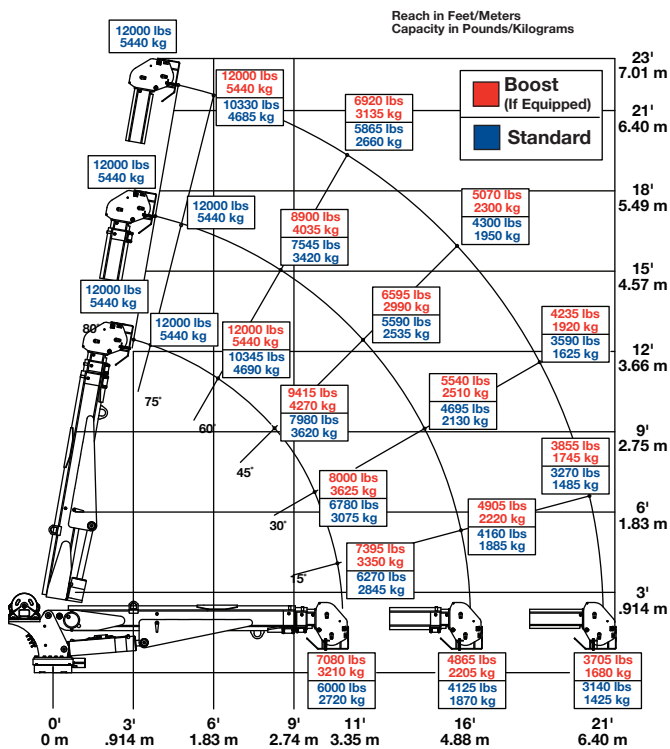 Reach in Feet/Meters
Capacity in Pounds/Kilograms
12000 lbs
5440 kg
23'
7.01 m
12000 lbs
5440 kg
10330 lbs
4685 kg
6920 lbs
3135 kg
5865 lbs
2660 kg
Boost
(If Equipped)
Standard
21'
6.40 m
12000 lbs
5440 kg
12000 lbs
5440 kg
18'
5.49 m
8900 lbs
4035 kg
7545 lbs
3420 kg
5070 lbs
2300 kg
4300 lbs
1950 kg
15'
4.57 m
12000 lbs
5440 kg
6595 lbs
2990 kg
5590 lbs
2535 kg
80°
12000 lbs
5440 kg
12000 lbs
5440 kg
10345 lbs
4690 kg
4235 lbs
1920 kg
3590 lbs
1625 kg
12'
3.66 m
75°
60°
9415 lbs
4270 kg
7980 lbs
3620 kg
5540 lbs
2510 kg
4695 lbs
2130 kg
9'
2.75 m
45°
3855 lbs
1745 kg
3270 lbs
1485 kg
8000 lbs
3625 kg
6780 lbs
3075 kg
30°
4905 lbs
2220 kg
4160 lbs
1885 kg
6'
1.83 m
7395 lbs
3350 kg
6270 lbs
2845 kg
5°
3'
.914 m
7080 lbs
3210 kg
6000 lbs
2720 kg
4865 lbs
2205 kg
4125 lbs
1870 kg
3705 lbs
1680 kg
3140 lbs
1425 kg
0'
0 m
3'
.914 m
6'
1.83 m
9'
2.74 m
11'
3.35 m
16'
4.88 m
21'
6.40 m